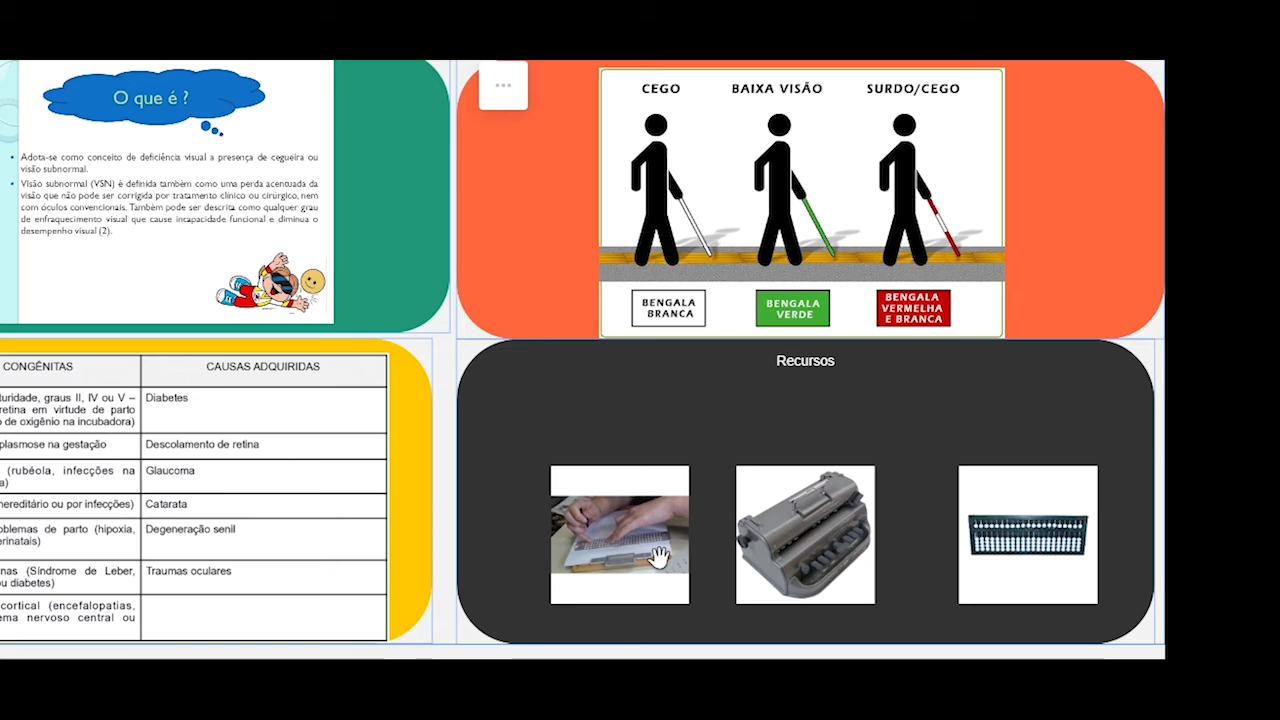 O que é ?
Adota-se como conceito de deficiência visual a presença de cegueira ou
visão subnormal.
Visão subnormal (VSN) é definida também como uma perda acentuada da
visão que não pode ser corrigida por tratamento clínico ou cirúrgico, nem
com óculos convencionais. Também pode ser descrita como qualquer grau
de enfraquecimento visual que cause incapacidade funcional e diminua o
desempenho visual (2).
CEGO BAIXA VISÃO SURDO/CEGO
BENGALA
BRANCA
BENGALA
VERDE
BENGALA
VERMELHA
E BRANCA
CONGÊNITAS
CAUSAS ADQUIRIDAS
turidade, graus II, IV ou V –
retina em virtude de parto
o de oxigênio na incubadora)
Diabetes
plasmose na gestação
Descolamento de retina
(rubéola, infecções na
a)
Glaucoma
hereditário ou por infecções)
Catarata
oblemas de parto (hipoxia,
erinatais)
Degeneração senil
nas (Síndrome de Leber,
ou diabetes)
Traumas oculares
cortical (encefalopatias,
ema nervoso central ou
Recursos